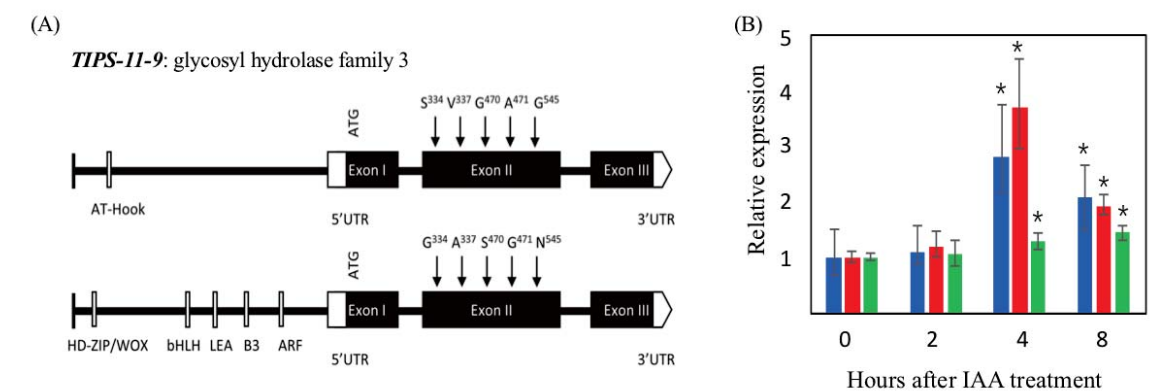 (A)
TIPS-11-9: glycosyl hydrolase family 3
S334 V337 G470 A471 G545
ATG
Exon I Exon II Exon III
AT-Hook
5'UTR 3'UTR
G334 A337 S470 G471 N545
ATG
Exon I Exon II Exon III
HD-ZIP/WOX bHLH LEA B3 ARF
5'UTR 3'UTR
(B)
Relative expression
5
4
3
2
1
* * *
* * *
0 2 4 8
Hours after IAA treatment